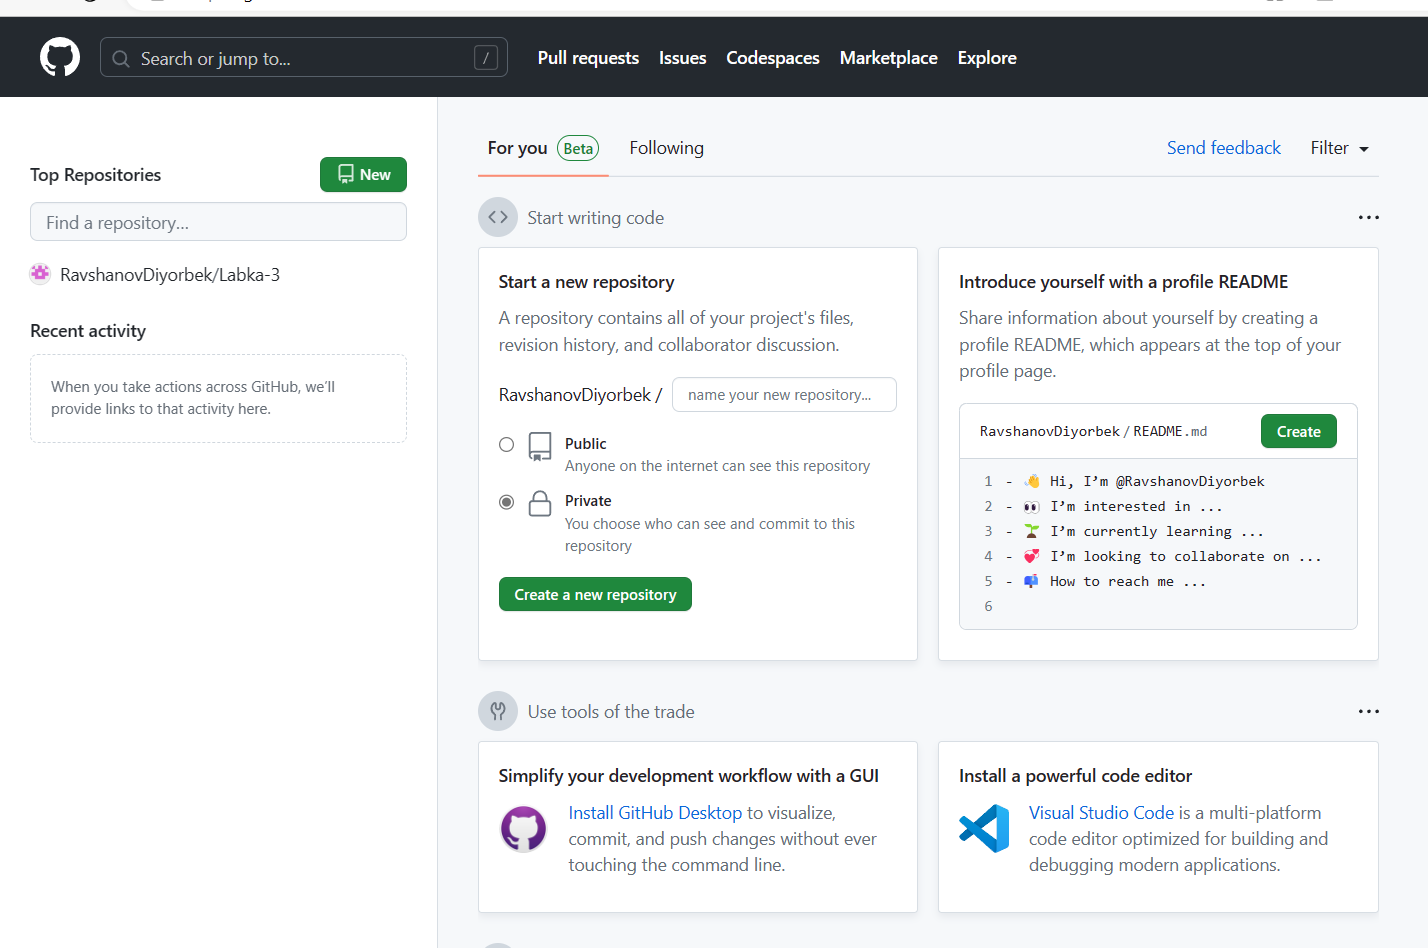 Search or jump to... /
Pull requests Issues Codespaces Marketplace Explore
Top Repositories New
Find a repository...
RavshanovDiyorbek/Labka-3
Recent activity
When you take actions across GitHub, we'll
provide links to that activity here.
For you Beta Following Send feedback Filter
Start writing code
Start a new repository
A repository contains all of your project's files,
revision history, and collaborator discussion.
RavshanovDiyorbek / name your new repository...
Public
Anyone on the internet can see this repository
Private
You choose who can see and commit to this
repository
Create a new repository
Introduce yourself with a profile README
Share information about yourself by creating a
profile README, which appears at the top of your
profile page.
RavshanovDiyorbek / README.md Create
1 - 👋 Hi, I’m @RavshanovDiyorbek
2 - 👀 I’m interested in ...
3 - 🌱 I’m currently learning ...
4 - 💞️ I’m looking to collaborate on ...
5 - 📫 How to reach me ...
6
Use tools of the trade
Simplify your development workflow with a GUI
Install GitHub Desktop to visualize,
commit, and push changes without ever
touching the command line.
Install a powerful code editor
Visual Studio Code is a multi-platform
code editor optimized for building and
debugging modern applications.